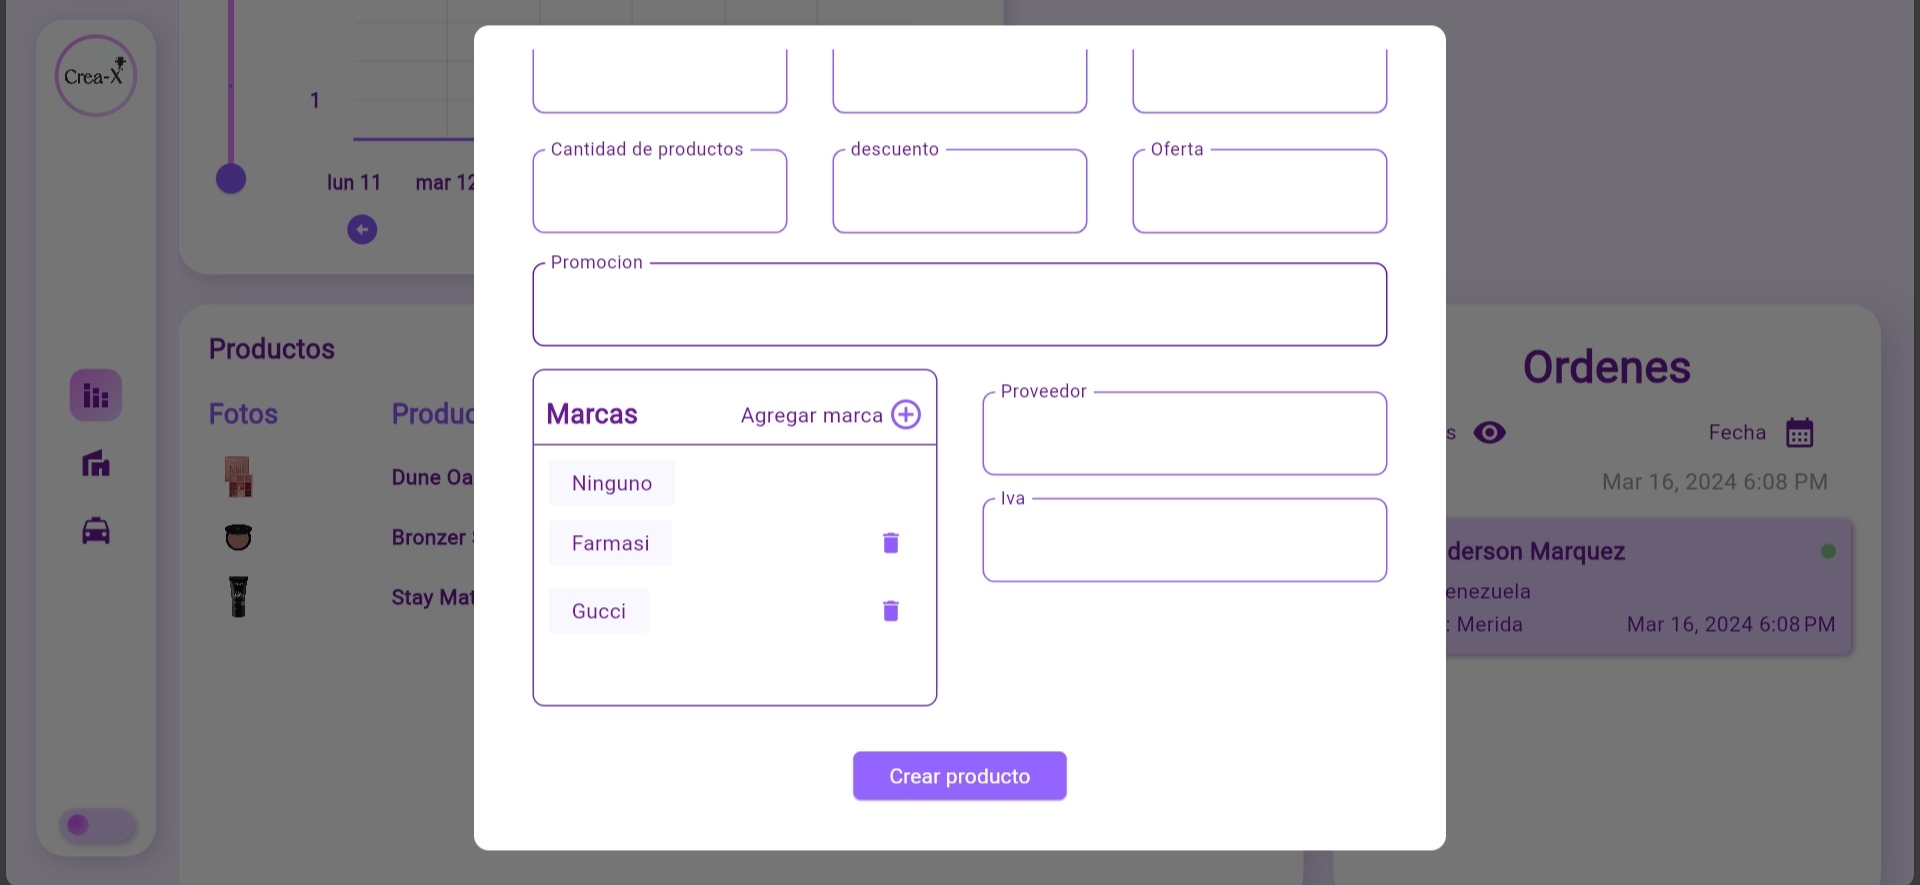 Crea-X
1
lun 11
mar 12
Productos
Fotos
Dune Oa
Bronzer
Stay Mat
Cantidad de productos
descuento
Oferta
Promocion
Marcas
Agregar marca
Ninguno
Farmasi
Gucci
Proveedor
Iva
Crear producto
Ordenes
s
Fecha
Mar 16, 2024 6:08 PM
derson Marquez
enezuela
: Merida
Mar 16, 2024 6:08 PM